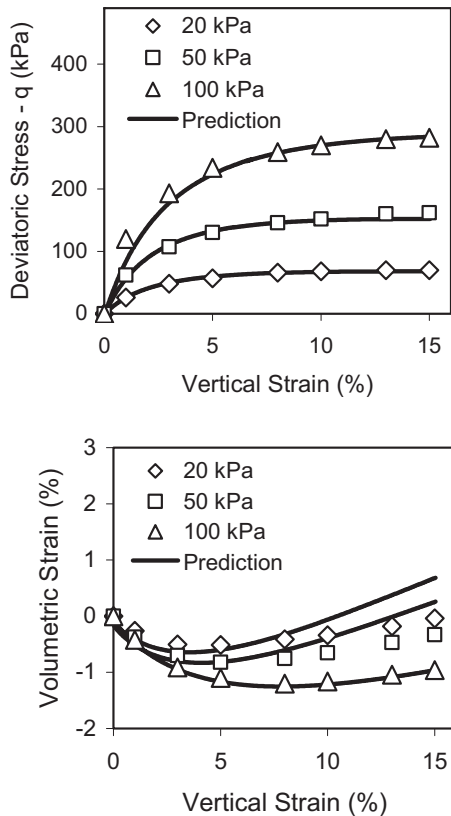 Deviatoric Stress - q (kPa)
400
300
200
100
0
20 kPa
50 kPa
100 kPa
Prediction
0
5
10
15
Vertical Strain (%)
Volumetric Strain (%)
3
2
1
0
-1
-2
20 kPa
50 kPa
100 kPa
Prediction
0
5
10
15
Vertical Strain (%)